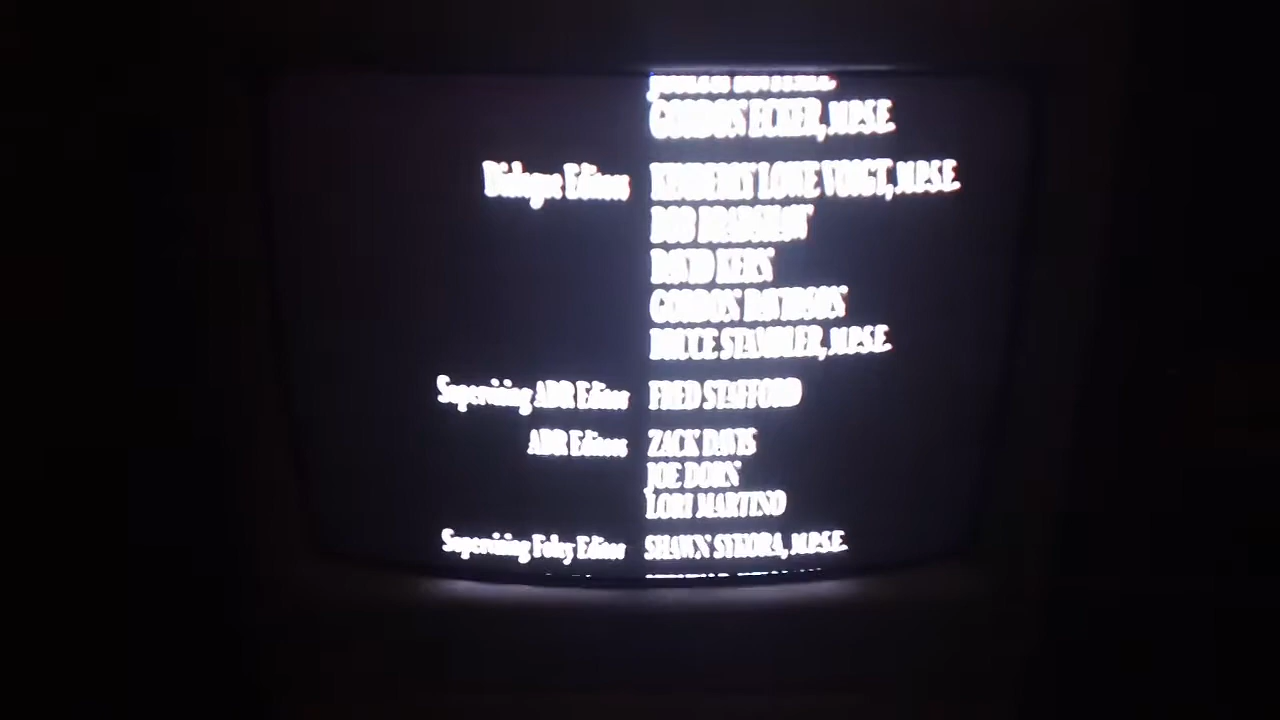 GORDON ECKER, M.P.S.E.
Dialogue Editors KIMBERLY LOWE VOIGT, M.P.S.E.
BOB BRADSHAW
DAVID KERN
GORDON DAVIDSON
BRUCE STAMBLER, M.P.S.E.
Supervising ADR Editor FRED STAFFORD
ADR Editors ZACK DAVIS
JOE DORN
LORI MARTINO
Supervising Foley Editor SHAWN SYKORA, M.P.S.E.